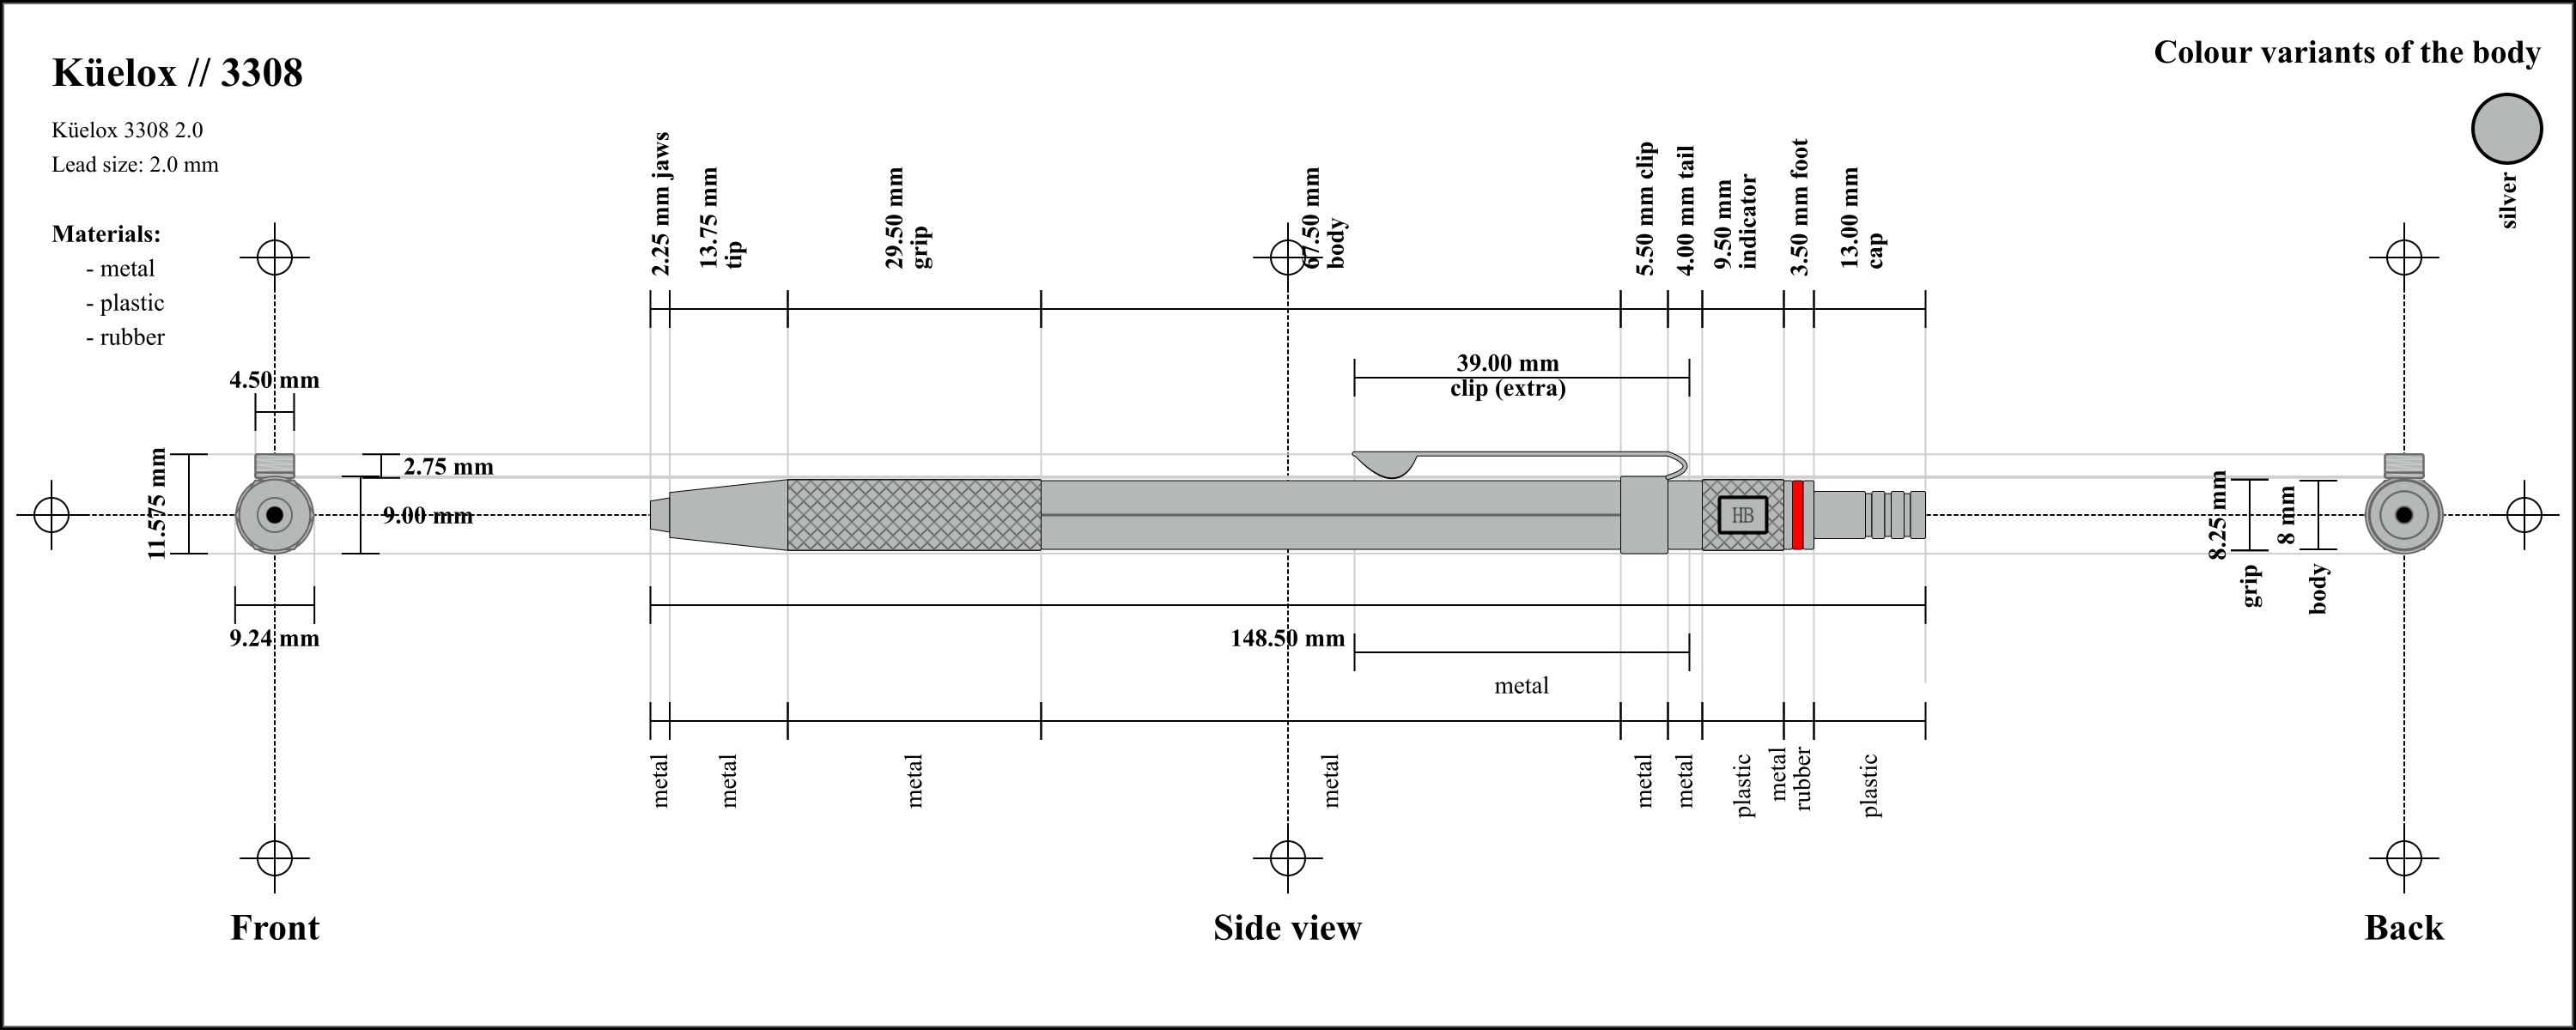 Küelox // 3308
Küelox 3308 2.0
Lead size: 2.0 mm
Materials:
- metal
- plastic
- rubber
Colour variants of the body
silver
2.25 mm jaws
13.75 mm
tip
29.50 mm
grip
67.50 mm
body
5.50 mm clip
4.00 mm tail
9.50 mm
indicator
3.50 mm foot
13.00 mm
cap
39.00 mm
clip (extra)
4.50 mm
11.575 mm
2.75 mm
9.00 mm
9.24 mm
HB
8.25 mm
grip
8 mm
body
148.50 mm
metal
metal
metal
metal
metal
metal
metal
plastic
metal
rubber
plastic
Front
Side view
Back